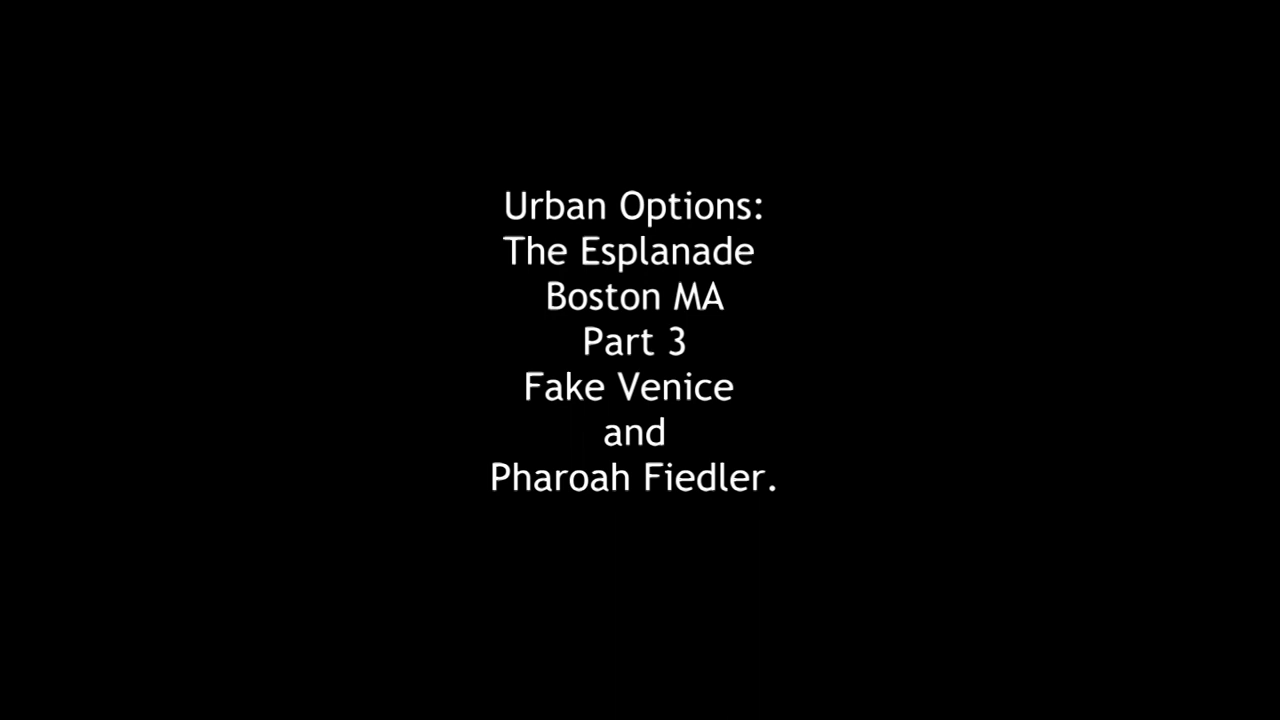 Urban Options:
The Esplanade
Boston MA
Part 3
Fake Venice
and
Pharoah Fiedler.